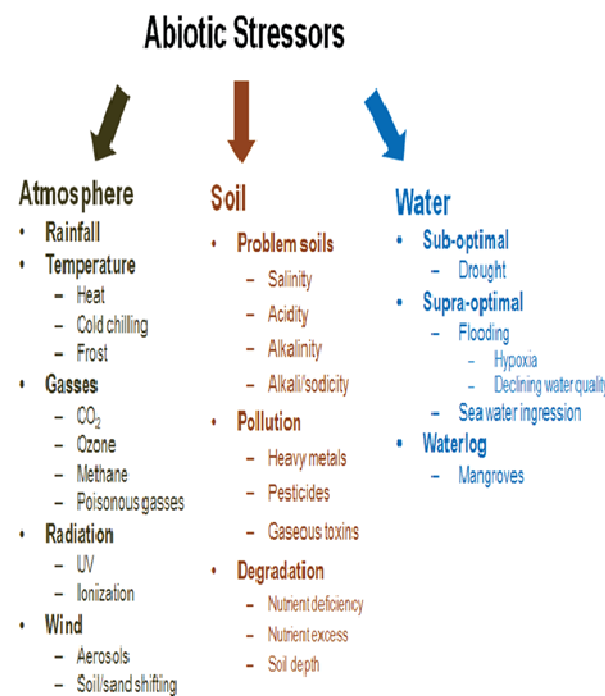 Abiotic Stressors
Atmosphere
• Rainfall
• Temperature
– Heat
– Cold chilling
– Frost
• Gasses
– CO₂
– Ozone
– Methane
– Poisonous gasses
• Radiation
– UV
– Ionization
• Wind
– Aerosols
– Soil/sand shifting
Soil
• Problem soils
– Salinity
– Acidity
– Alkalinity
– Alkali/sodicity
• Pollution
– Heavy metals
– Pesticides
– Gaseous toxins
• Degradation
– Nutrient deficiency
– Nutrient excess
– Soil depth
Water
• Sub-optimal
– Drought
• Supra-optimal
– Flooding
– Hypoxia
– Declining water quality
– Sea water ingression
• Waterlog
– Mangroves